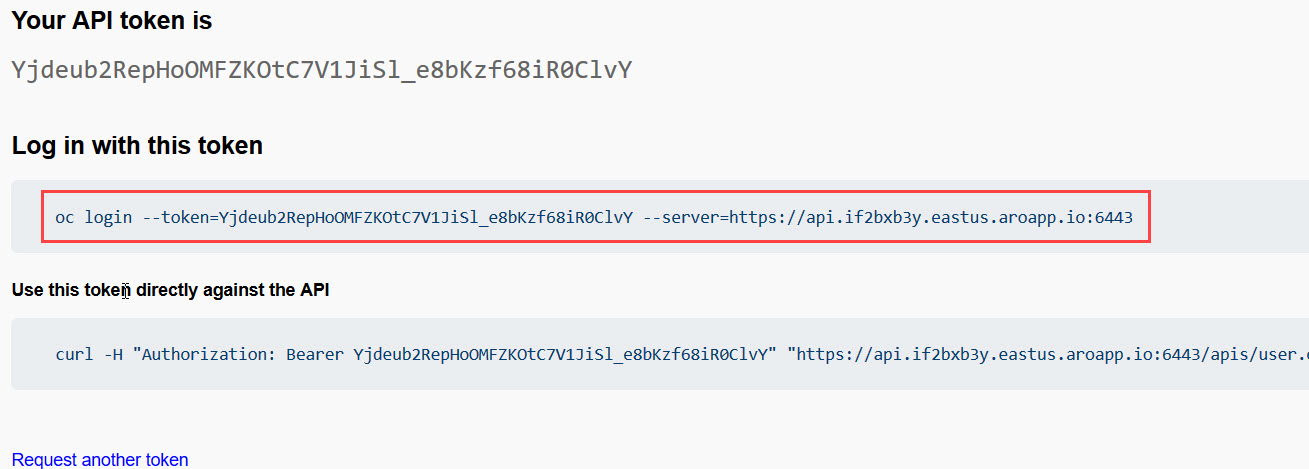 Your API token is
Yjdeub2RepHoOMFZKOtC7V1JiSl_e8bKzf68iR0ClvY
Log in with this token
oc login --token=Yjdeub2RepHoOMFZKOtC7V1JiSl_e8bKzf68iR0ClvY --server=https://api.if2bxb3y.eastus.aroapp.io:6443
Use this token directly against the API
curl -H "Authorization: Bearer Yjdeub2RepHoOMFZKOtC7V1JiSl_e8bKzf68iR0ClvY" "https://api.if2bxb3y.eastus.aroapp.io:6443/apis/user.
Request another token